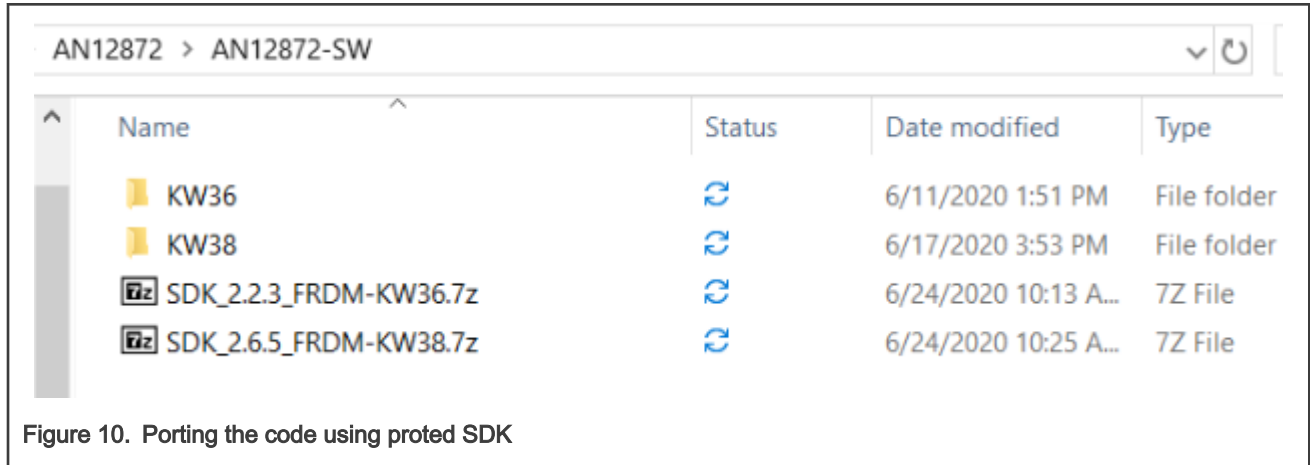 AN12872 > AN12872-SW
Name Status Date modified Type
KW36 6/11/2020 1:51 PM File folder
KW38 6/17/2020 3:53 PM File folder
7z SDK_2.2.3_FRDM-KW36.7z 6/24/2020 10:13 A... 7Z File
7z SDK_2.6.5_FRDM-KW38.7z 6/24/2020 10:25 A... 7Z File
Figure 10. Porting the code using proted SDK